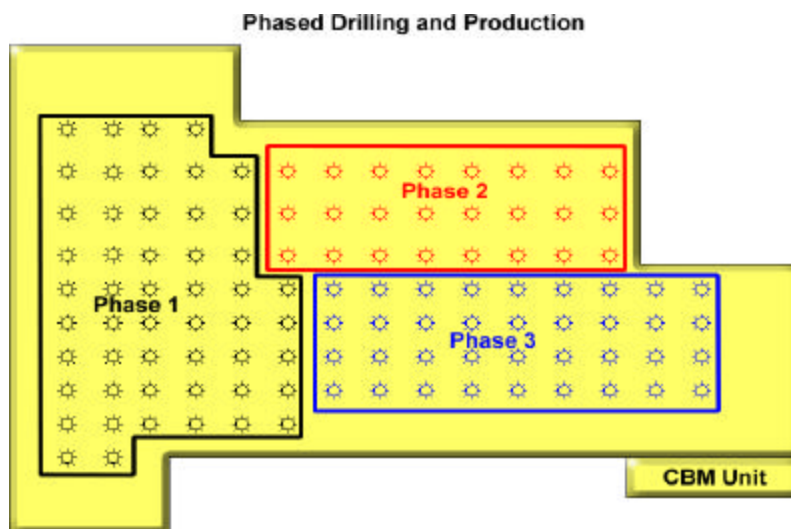 Phased Drilling and Production
Phase 2
Phase 1
Phase 3
CBM Unit